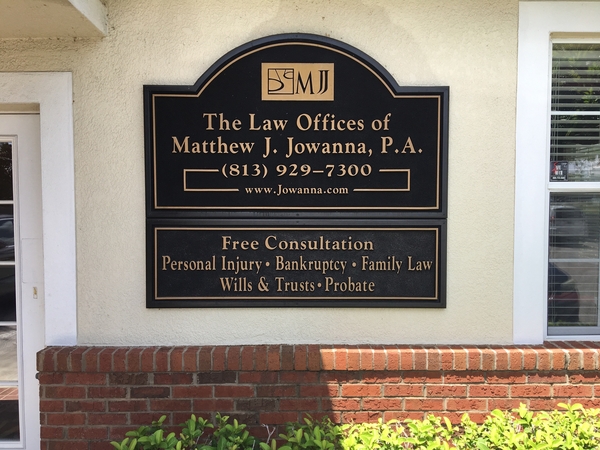 MJJ
The Law Offices of
Matthew J. Jowanna, P.A.
(813) 929-7300
www.Jowanna.com
Free Consultation
Personal Injury • Bankruptcy • Family Law
Wills & Trusts • Probate